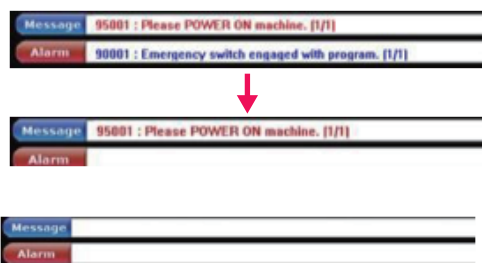 Message 95001 : Please POWER ON machine. (1/1)
Alarm 90001 : Emergency switch engaged with program. (1/1)
Message 95001 : Please POWER ON machine. (1/1)
Alarm
Message
Alarm